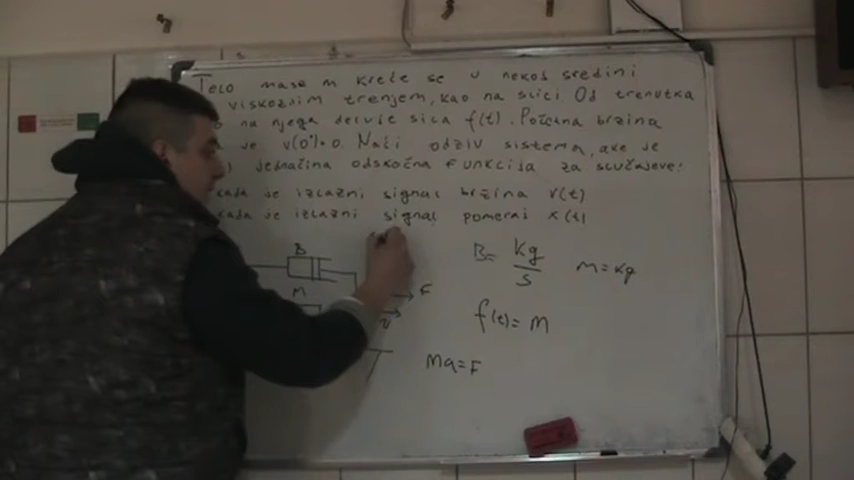 Telo mase m kreće se u nekoj sredini
viskoznim trenjem, kao na slici Od trenutka
na njega deluje sila f(t). Početna brzina
je v(0)=0. Naći odziv sistema, ako je
jednačina odskočna funkcija za slučajeve:
kada je izlazni signal brzina v(t)
kada je izlazni signal pomeraj x(t)
B
B= kg/s m=kg
M
F
v
f(t)= M
Ma=F